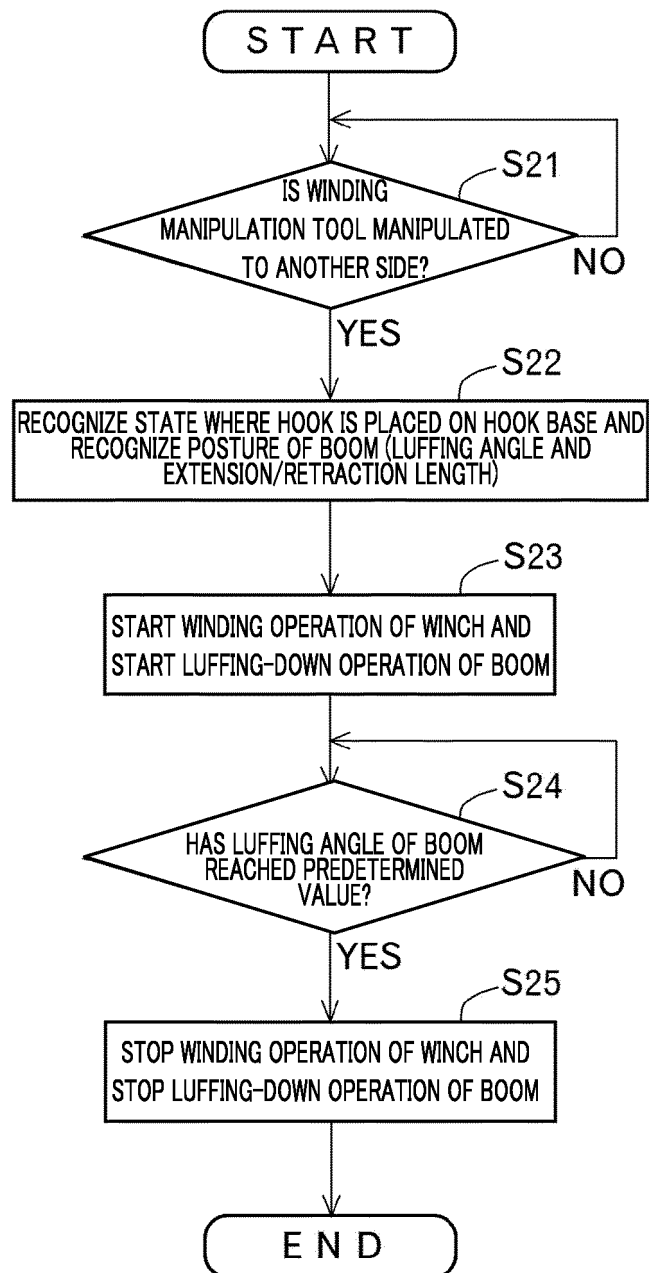 START
S21
IS WINDING
MANIPULATION TOOL MANIPULATED
TO ANOTHER SIDE?
NO
YES
S22
RECOGNIZE STATE WHERE HOOK IS PLACED ON HOOK BASE AND
RECOGNIZE POSTURE OF BOOM (LUFFING ANGLE AND
EXTENSION/RETRACTION LENGTH)
S23
START WINDING OPERATION OF WINCH AND
START LUFFING-DOWN OPERATION OF BOOM
S24
HAS LUFFING ANGLE OF BOOM
REACHED PREDETERMINED
VALUE?
NO
YES
S25
STOP WINDING OPERATION OF WINCH AND
STOP LUFFING-DOWN OPERATION OF BOOM
END